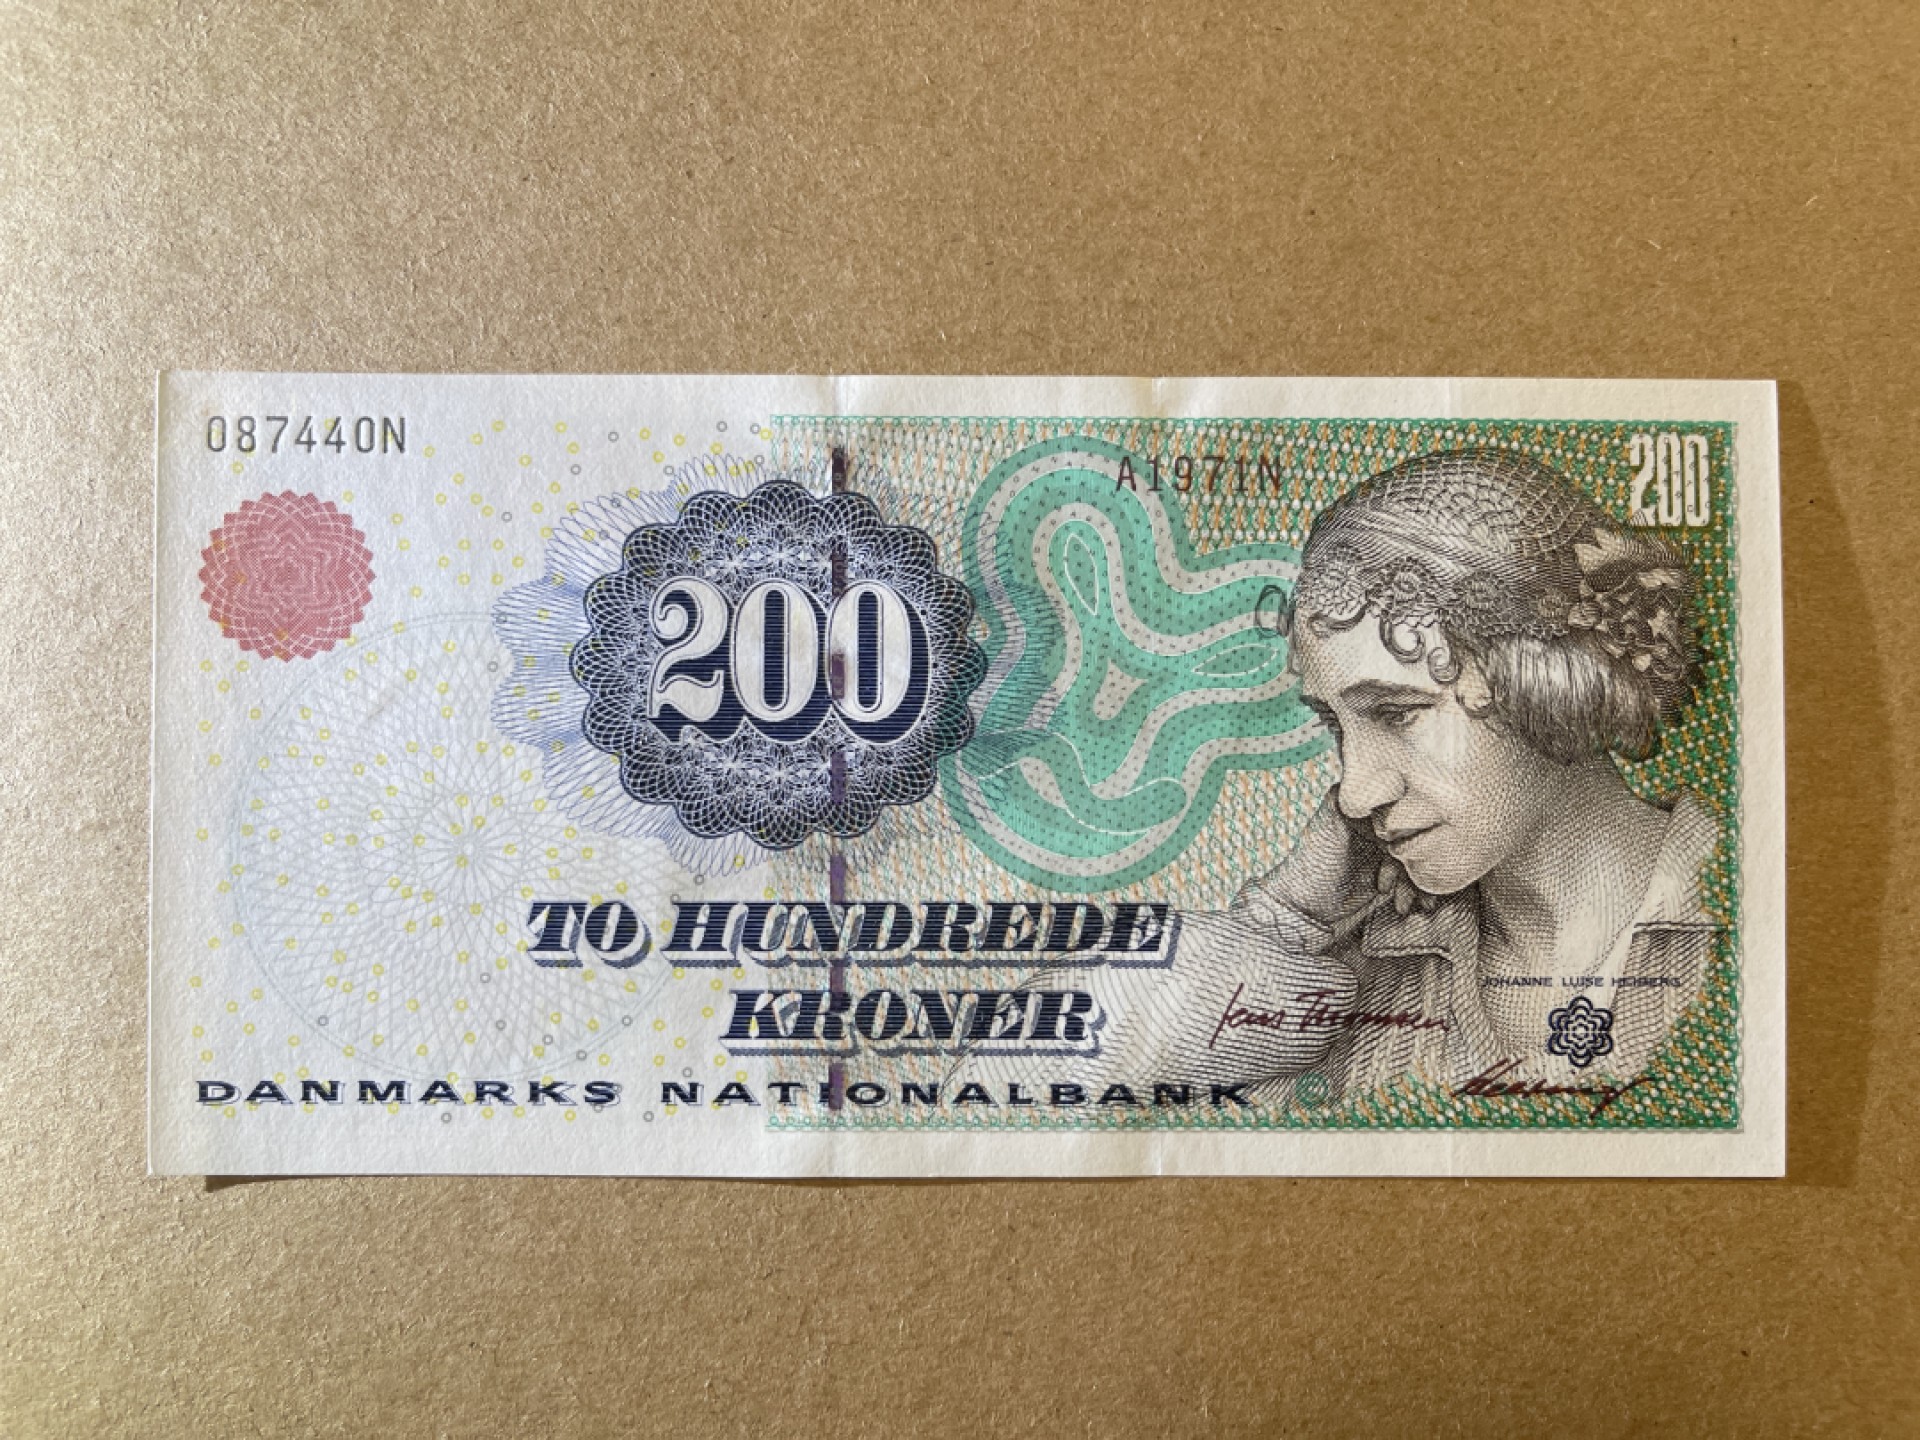 087440N
A1971N
200
200
TO HUNDREDE
KRONER
JOHANNE LUISE HEIBERG
DANMARKS NATIONALBANK